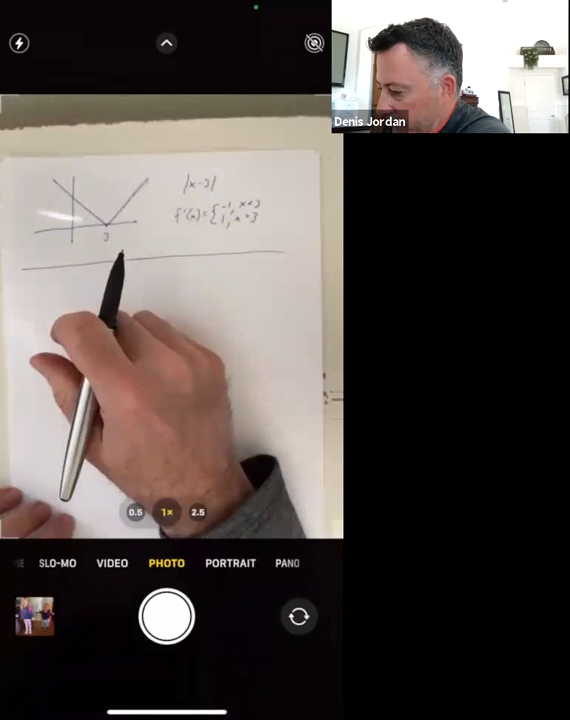 Denis Jordan
|x-3|
f'(x)={-1, x<3
1, x>3
3
0.5 1× 2.5
SLO-MO VIDEO PHOTO PORTRAIT PANO